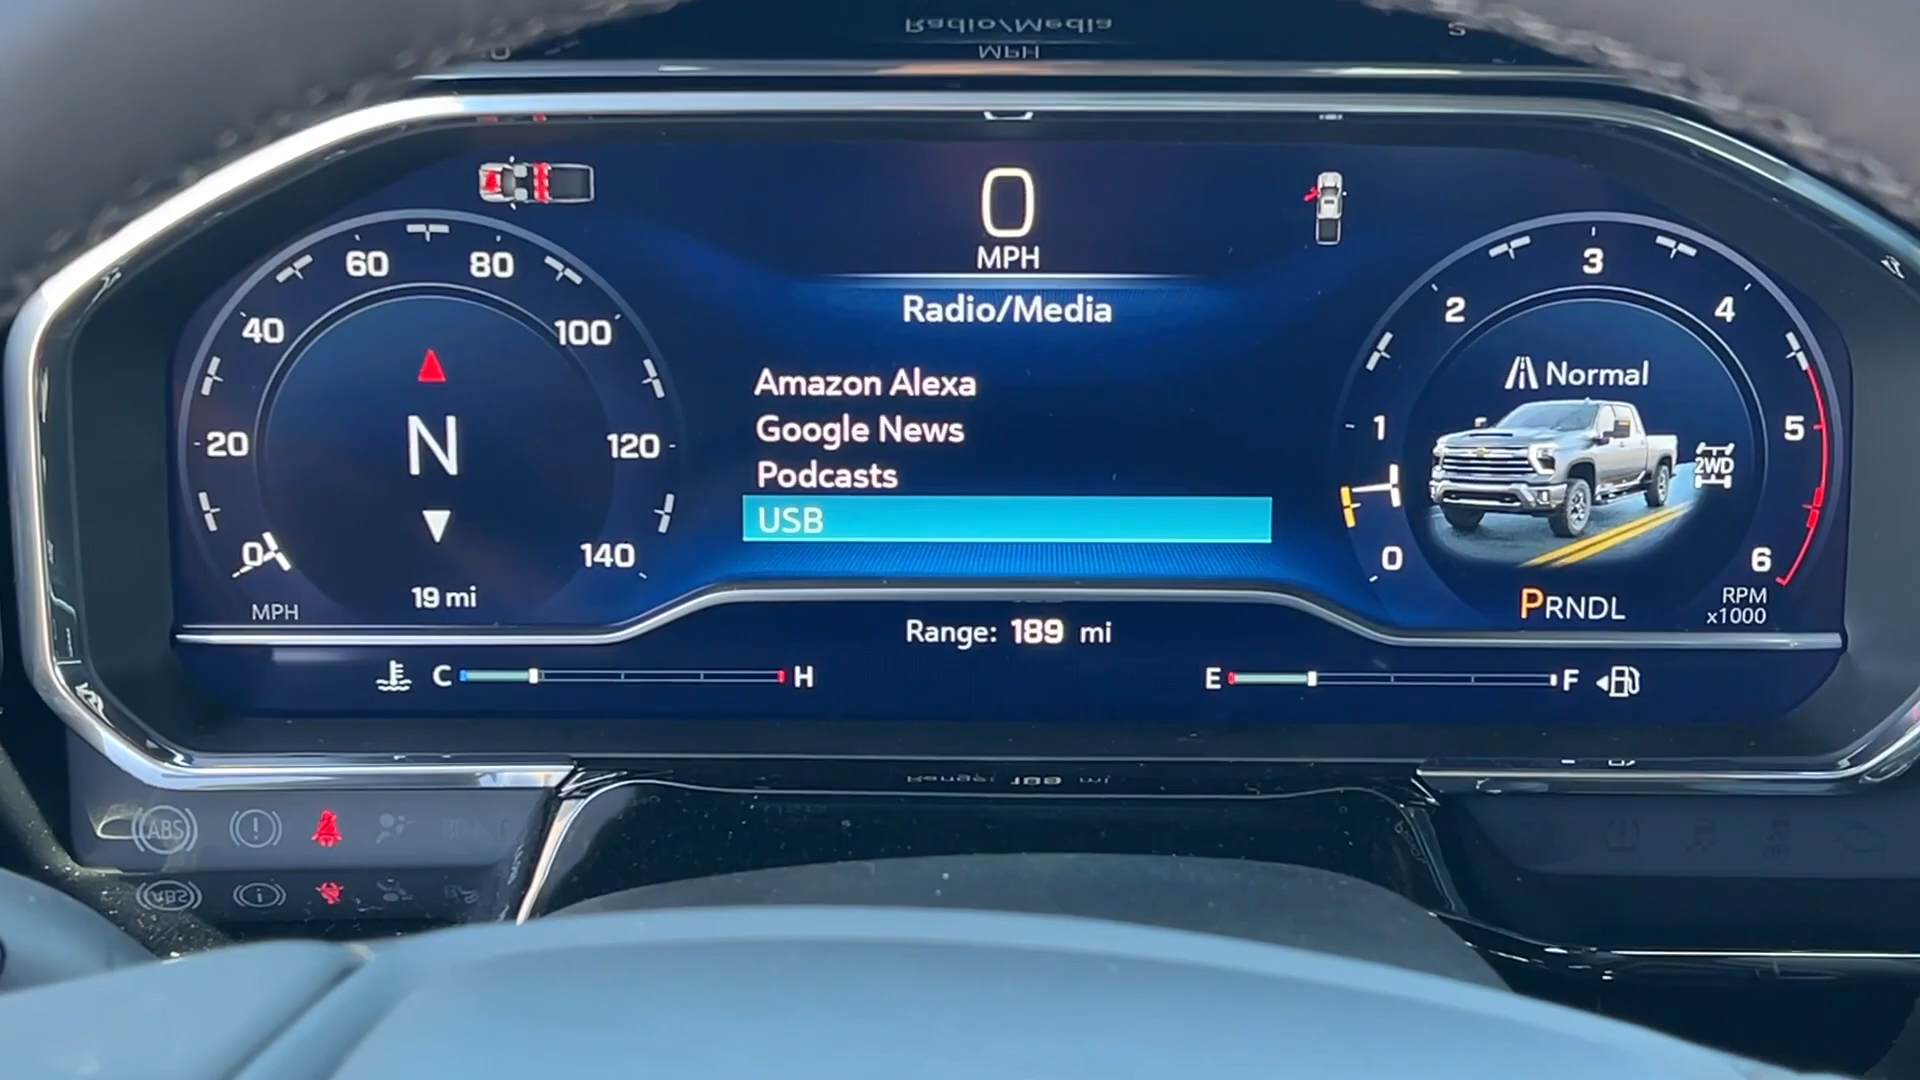 0
MPH
Radio/Media
Amazon Alexa
Google News
Podcasts
USB
0
20
40
60
80
100
120
140
MPH
N
19 mi
0
1
2
3
4
5
6
RPM
x1000
Normal
2WD
PRNDL
Range: 189 mi
C H
E F
ABS